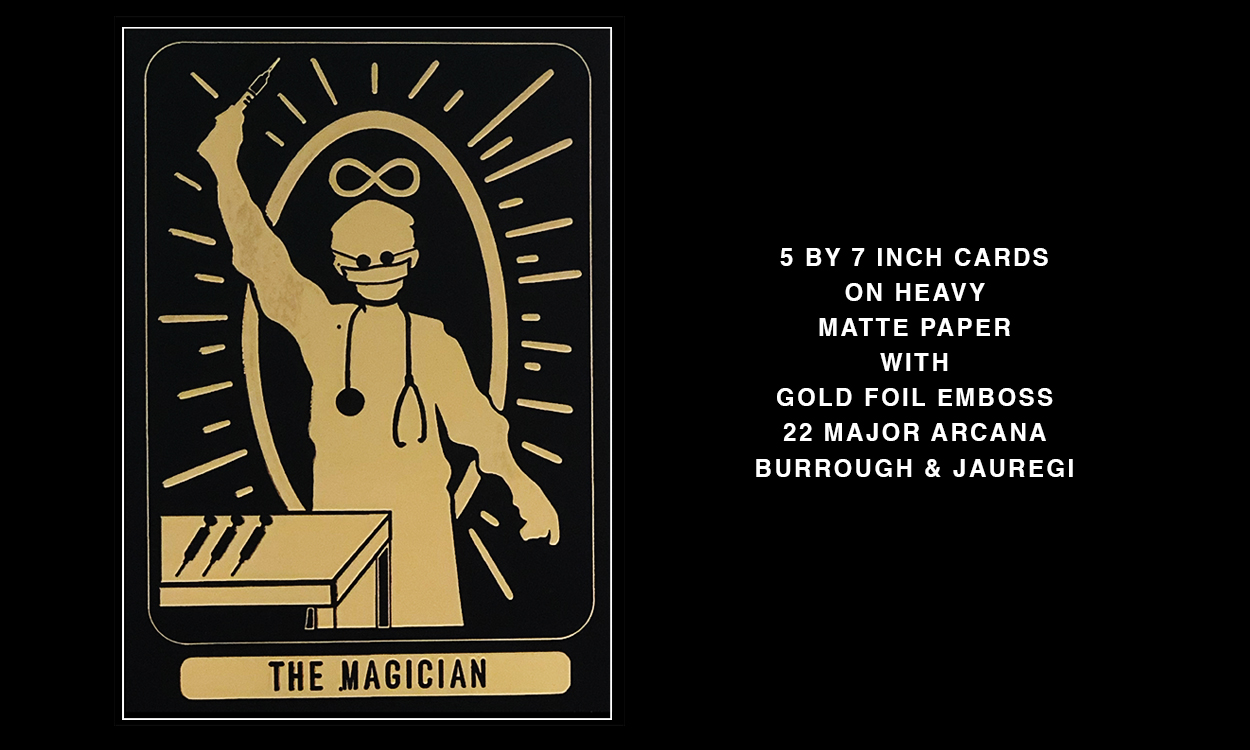 THE MAGICIAN
5 BY 7 INCH CARDS
ON HEAVY
MATTE PAPER
WITH
GOLD FOIL EMBOSS
22 MAJOR ARCANA
BURROUGH & JAUREGI